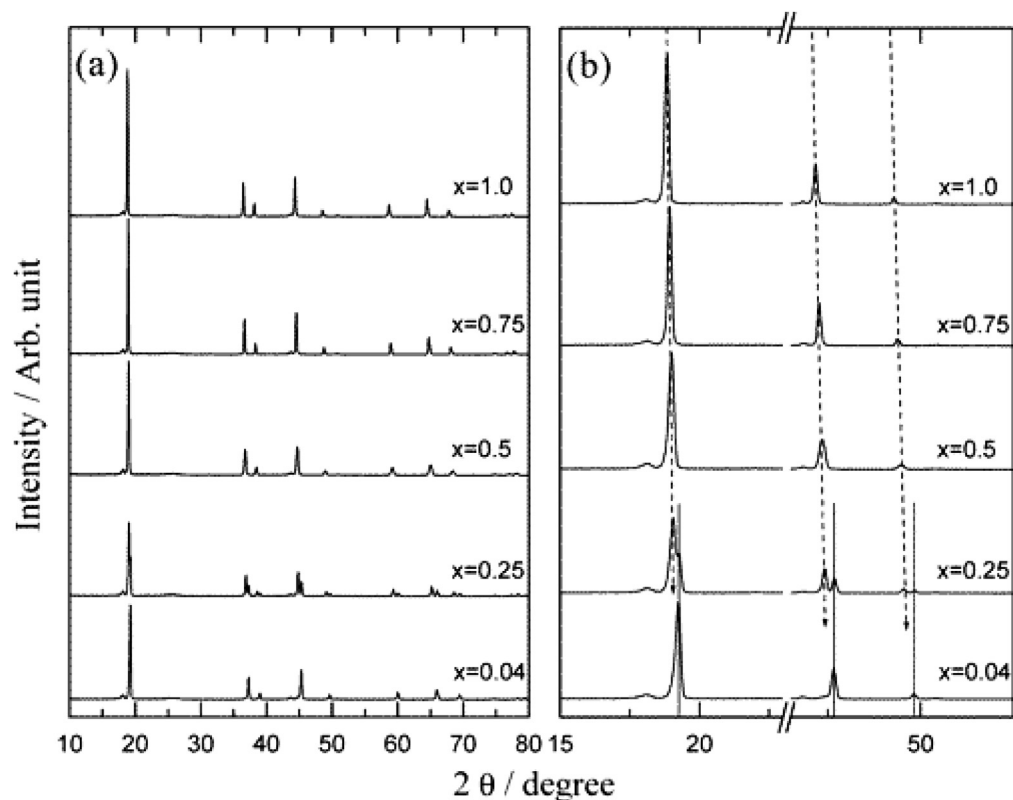 (a)
(b)
x=1.0
x=1.0
x=0.75
x=0.75
x=0.5
x=0.5
x=0.25
x=0.25
x=0.04
x=0.04
Intensity / Arb. unit
10 20 30 40 50 60 70 80 15 20 50
2 θ / degree